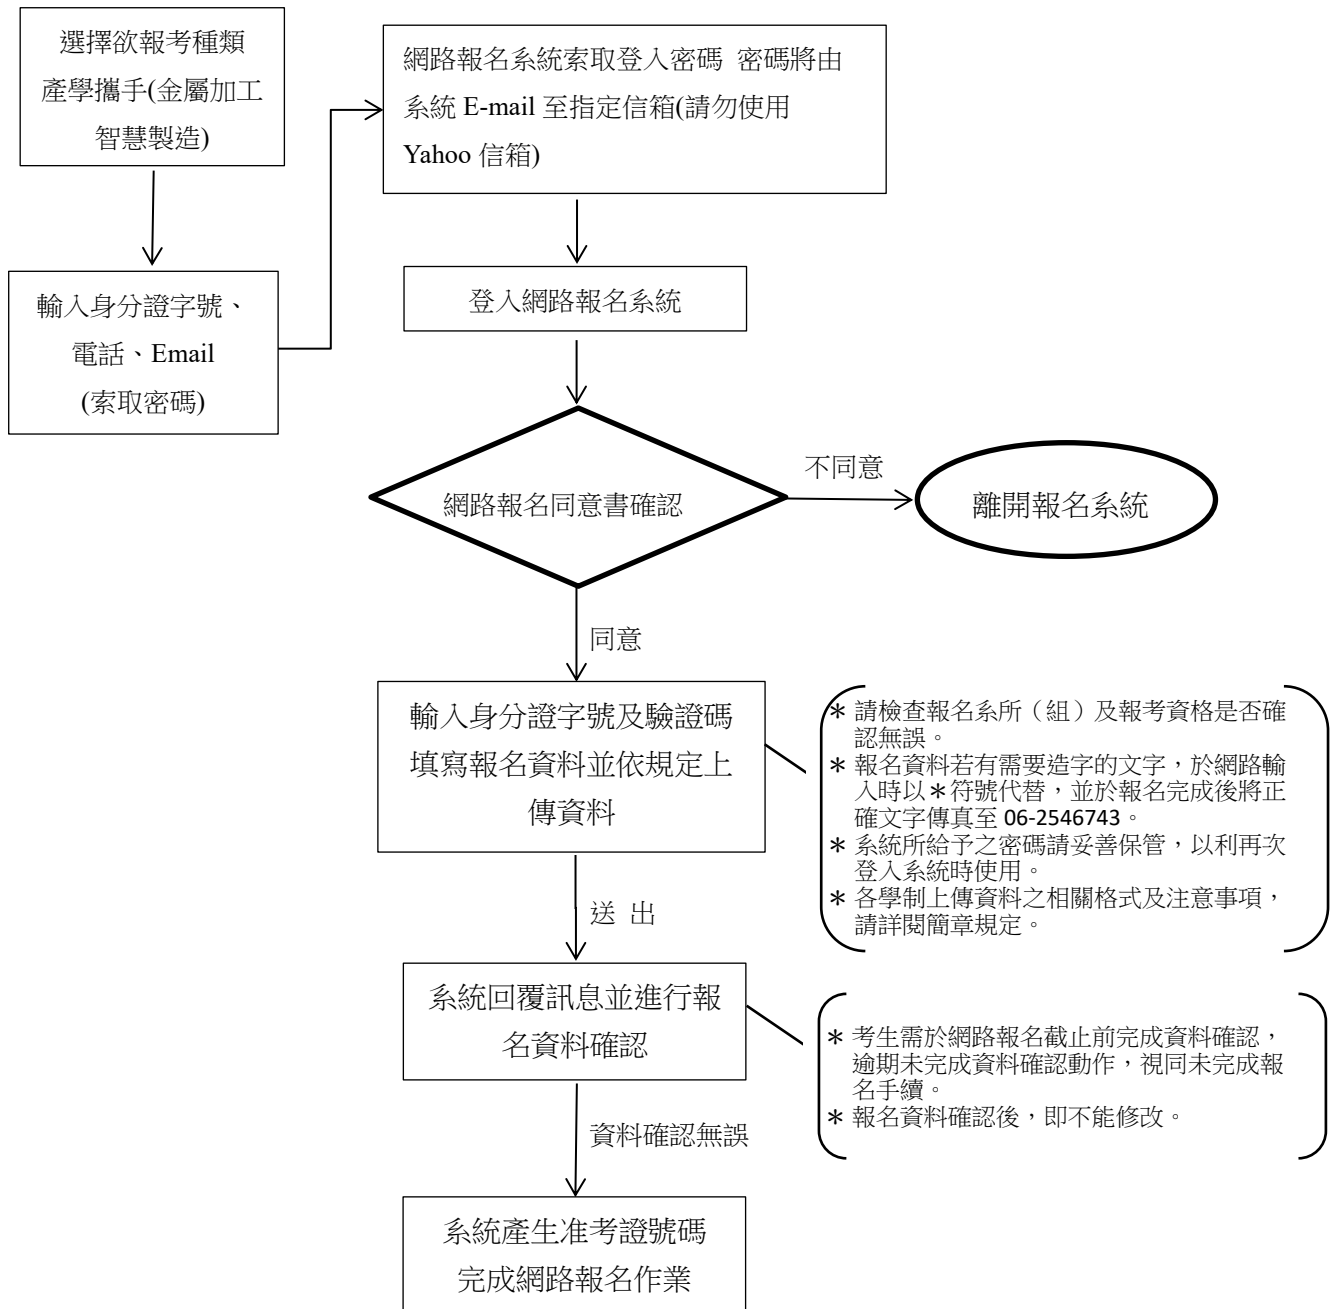 選擇欲報考種類
產學攜手(金屬加工
智慧製造)
輸入身分證字號、
電話、Email
(索取密碼)
網路報名系統索取登入密碼 密碼將由
系統 E-mail 至指定信箱(請勿使用
Yahoo 信箱)
登入網路報名系統
網路報名同意書確認
不同意
離開報名系統
同意
輸入身分證字號及驗證碼
填寫報名資料並依規定上
傳資料
＊ 請檢查報名系所（組）及報考資格是否確
認無誤。
＊ 報名資料若有需要造字的文字，於網路輸
入時以＊符號代替，並於報名完成後將正
確文字傳真至 06-2546743。
＊ 系統所給予之密碼請妥善保管，以利再次
登入系統時使用。
＊ 各學制上傳資料之相關格式及注意事項，
請詳閱簡章規定。
送 出
系統回覆訊息並進行報
名資料確認
＊ 考生需於網路報名截止前完成資料確認，
逾期未完成資料確認動作，視同未完成報
名手續。
＊ 報名資料確認後，即不能修改。
資料確認無誤
系統產生准考證號碼
完成網路報名作業